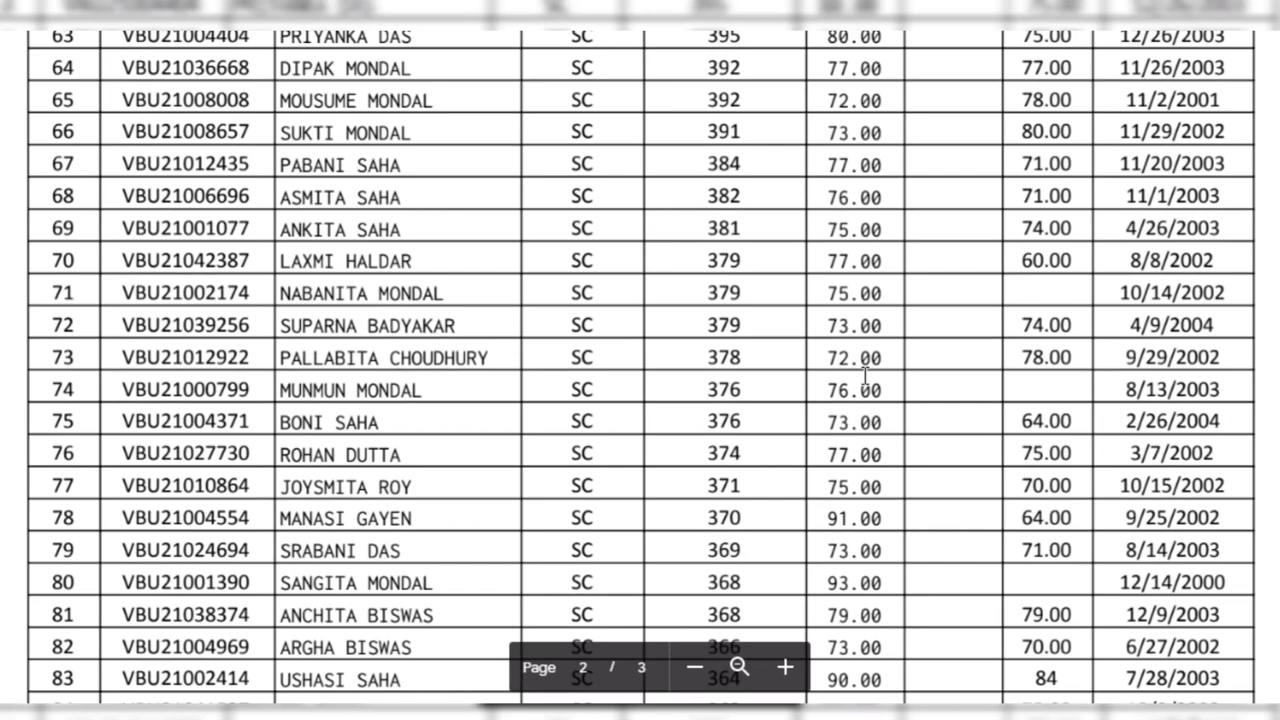 63 VBU21004404 PRIYANKA DAS SC 395 80.00 75.00 12/26/2003
64 VBU21036668 DIPAK MONDAL SC 392 77.00 77.00 11/26/2003
65 VBU21008008 MOUSUME MONDAL SC 392 72.00 78.00 11/2/2001
66 VBU21008657 SUKTI MONDAL SC 391 73.00 80.00 11/29/2002
67 VBU21012435 PABANI SAHA SC 384 77.00 71.00 11/20/2003
68 VBU21006696 ASMITA SAHA SC 382 76.00 71.00 11/1/2003
69 VBU21001077 ANKITA SAHA SC 381 75.00 74.00 4/26/2003
70 VBU21042387 LAXMI HALDAR SC 379 77.00 60.00 8/8/2002
71 VBU21002174 NABANITA MONDAL SC 379 75.00 10/14/2002
72 VBU21039256 SUPARNA BADYAKAR SC 379 73.00 74.00 4/9/2004
73 VBU21012922 PALLABITA CHOUDHURY SC 378 72.00 78.00 9/29/2002
74 VBU21000799 MUNMUN MONDAL SC 376 76.00 8/13/2003
75 VBU21004371 BONI SAHA SC 376 73.00 64.00 2/26/2004
76 VBU21027730 ROHAN DUTTA SC 374 77.00 75.00 3/7/2002
77 VBU21010864 JOYSMITA ROY SC 371 75.00 70.00 10/15/2002
78 VBU21004554 MANASI GAYEN SC 370 91.00 64.00 9/25/2002
79 VBU21024694 SRABANI DAS SC 369 73.00 71.00 8/14/2003
80 VBU21001390 SANGITA MONDAL SC 368 93.00 12/14/2000
81 VBU21038374 ANCHITA BISWAS SC 368 79.00 79.00 12/9/2003
82 VBU21004969 ARGHA BISWAS SC 366 73.00 70.00 6/27/2002
83 VBU21002414 USHASI SAHA SC 364 90.00 84 7/28/2003
Page 2 / 3